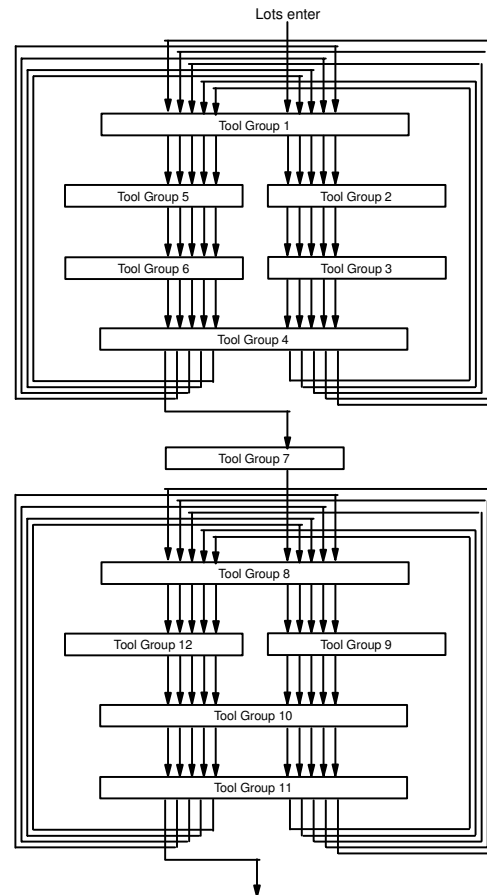 Lots enter
Tool Group 1
Tool Group 5
Tool Group 2
Tool Group 6
Tool Group 3
Tool Group 4
Tool Group 7
Tool Group 8
Tool Group 12
Tool Group 9
Tool Group 10
Tool Group 11